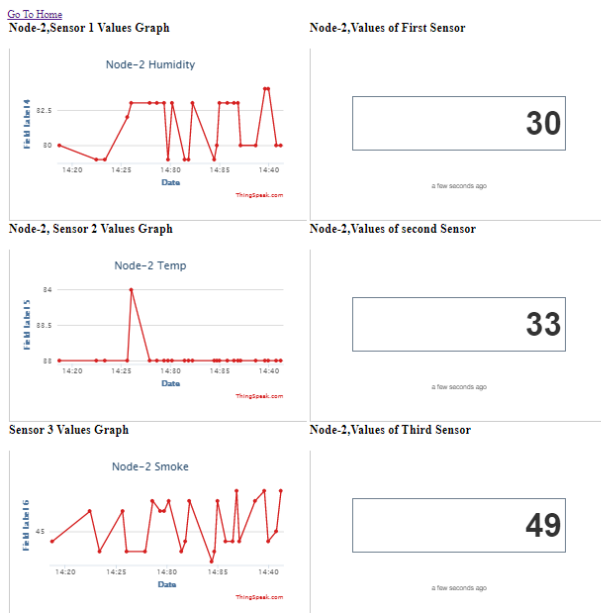 Go To Home
Node-2,Sensor 1 Values Graph
Node-2,Values of First Sensor
Node-2 Humidity
Field Label 4
32.5
30
14:20 14:25 14:30 14:35 14:40
Date
ThingSpeak.com
30
a few seconds ago
Node-2, Sensor 2 Values Graph
Node-2,Values of second Sensor
Node-2 Temp
Field Label 5
34
33.5
33
14:20 14:25 14:30 14:35 14:40
Date
ThingSpeak.com
33
a few seconds ago
Sensor 3 Values Graph
Node-2,Values of Third Sensor
Node-2 Smoke
Field Label 6
45
14:20 14:25 14:30 14:35 14:40
Date
ThingSpeak.com
49
a few seconds ago